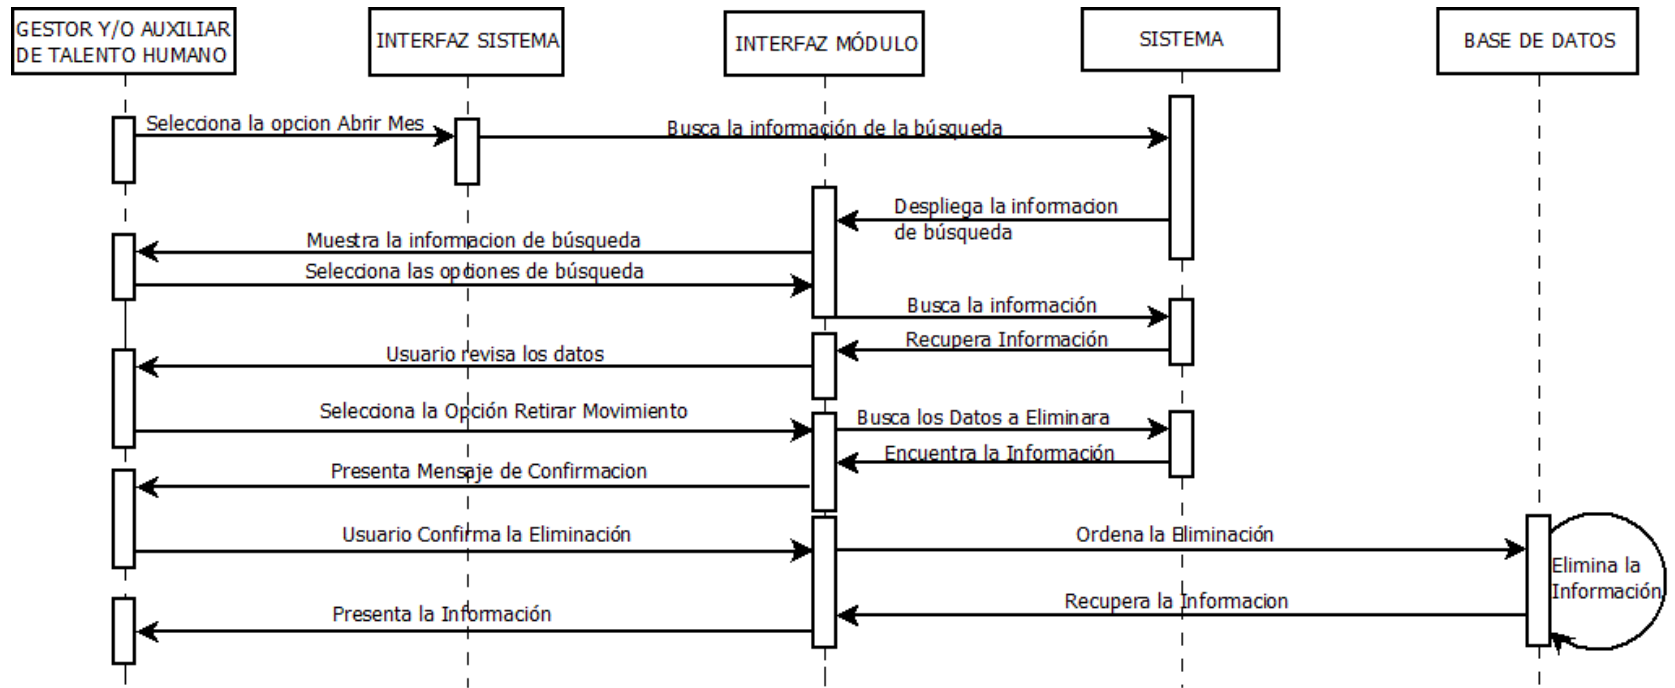 GESTOR Y/O AUXILIAR
DE TALENTO HUMANO
INTERFAZ SISTEMA
INTERFAZ MÓDULO
SISTEMA
BASE DE DATOS
Selecciona la opcion Abrir Mes
Busca la información de la búsqueda
Despliega la informacion
de búsqueda
Muestra la informacion de búsqueda
Selecciona las opciones de búsqueda
Busca la información
Recupera Información
Usuario revisa los datos
Selecciona la Opción Retirar Movimiento
Busca los Datos a Eliminara
Encuentra la Información
Presenta Mensaje de Confirmacion
Usuario Confirma la Eliminación
Ordena la Eliminación
Elimina la
Información
Recupera la Informacion
Presenta la Información